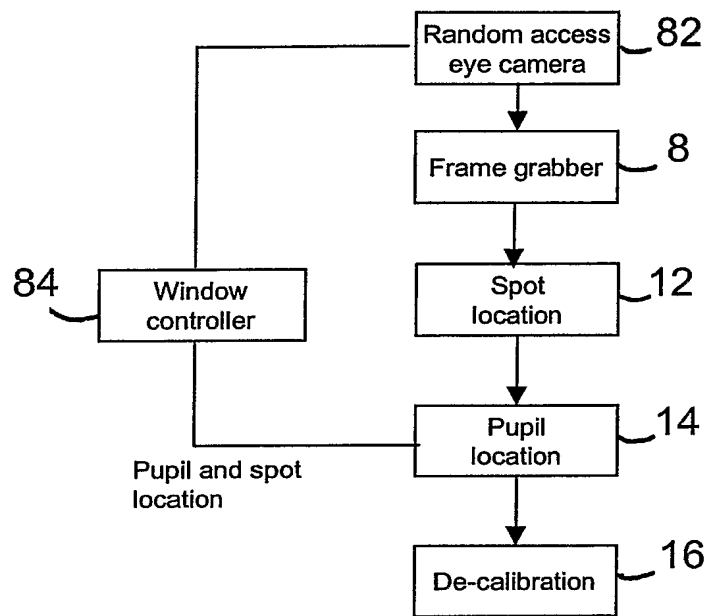 Random access
eye camera
82
Frame grabber
8
Window
controller
84
Spot
location
12
Pupil
location
14
Pupil and spot
location
De-calibration
16